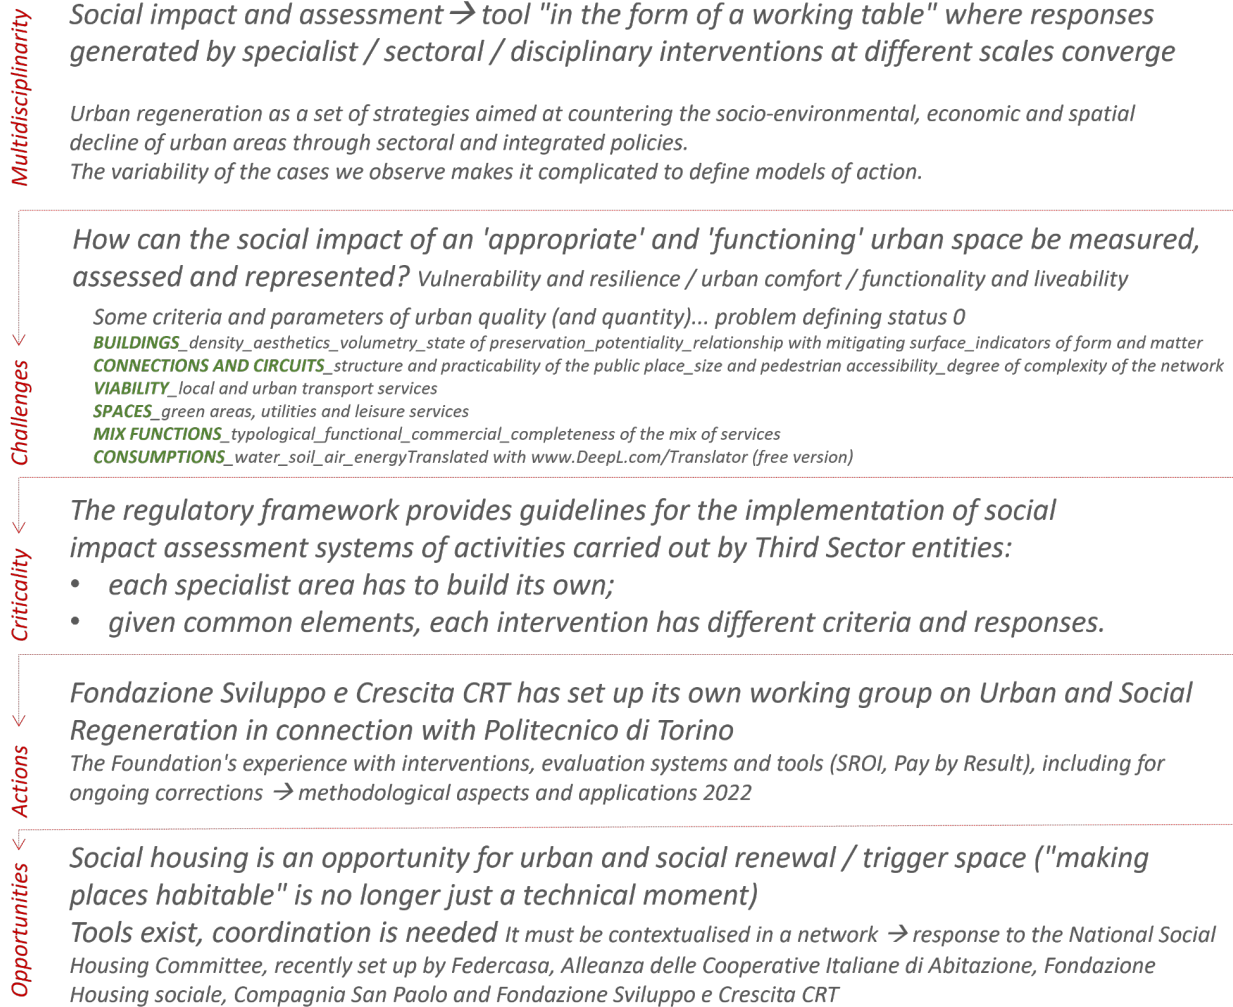 Multidisciplinarity
Social impact and assessment→ tool "in the form of a working table" where responses
generated by specialist / sectoral / disciplinary interventions at different scales converge
Urban regeneration as a set of strategies aimed at countering the socio-environmental, economic and spatial
decline of urban areas through sectoral and integrated policies.
The variability of the cases we observe makes it complicated to define models of action.
Challenges
How can the social impact of an 'appropriate' and 'functioning' urban space be measured,
assessed and represented? Vulnerability and resilience / urban comfort / functionality and liveability
Some criteria and parameters of urban quality (and quantity)... problem defining status 0
BUILDINGS_density_aesthetics_volumetry_state of preservation_potentiality_relationship with mitigating surface_indicators of form and matter
CONNECTIONS AND CIRCUITS_structure and practicability of the public place_size and pedestrian accessibility_degree of complexity of the network
VIABILITY_local and urban transport services
SPACES_green areas, utilities and leisure services
MIX FUNCTIONS_typological_functional_commercial_completeness of the mix of services
CONSUMPTIONS_water_soil_air_energyTranslated with www.DeepL.com/Translator (free version)
Criticality
The regulatory framework provides guidelines for the implementation of social
impact assessment systems of activities carried out by Third Sector entities:
• each specialist area has to build its own;
• given common elements, each intervention has different criteria and responses.
Actions
Fondazione Sviluppo e Crescita CRT has set up its own working group on Urban and Social
Regeneration in connection with Politecnico di Torino
The Foundation's experience with interventions, evaluation systems and tools (SROI, Pay by Result), including for
ongoing corrections → methodological aspects and applications 2022
Opportunities
Social housing is an opportunity for urban and social renewal / trigger space ("making
places habitable" is no longer just a technical moment)
Tools exist, coordination is needed It must be contextualised in a network → response to the National Social
Housing Committee, recently set up by Federcasa, Alleanza delle Cooperative Italiane di Abitazione, Fondazione
Housing sociale, Compagnia San Paolo and Fondazione Sviluppo e Crescita CRT